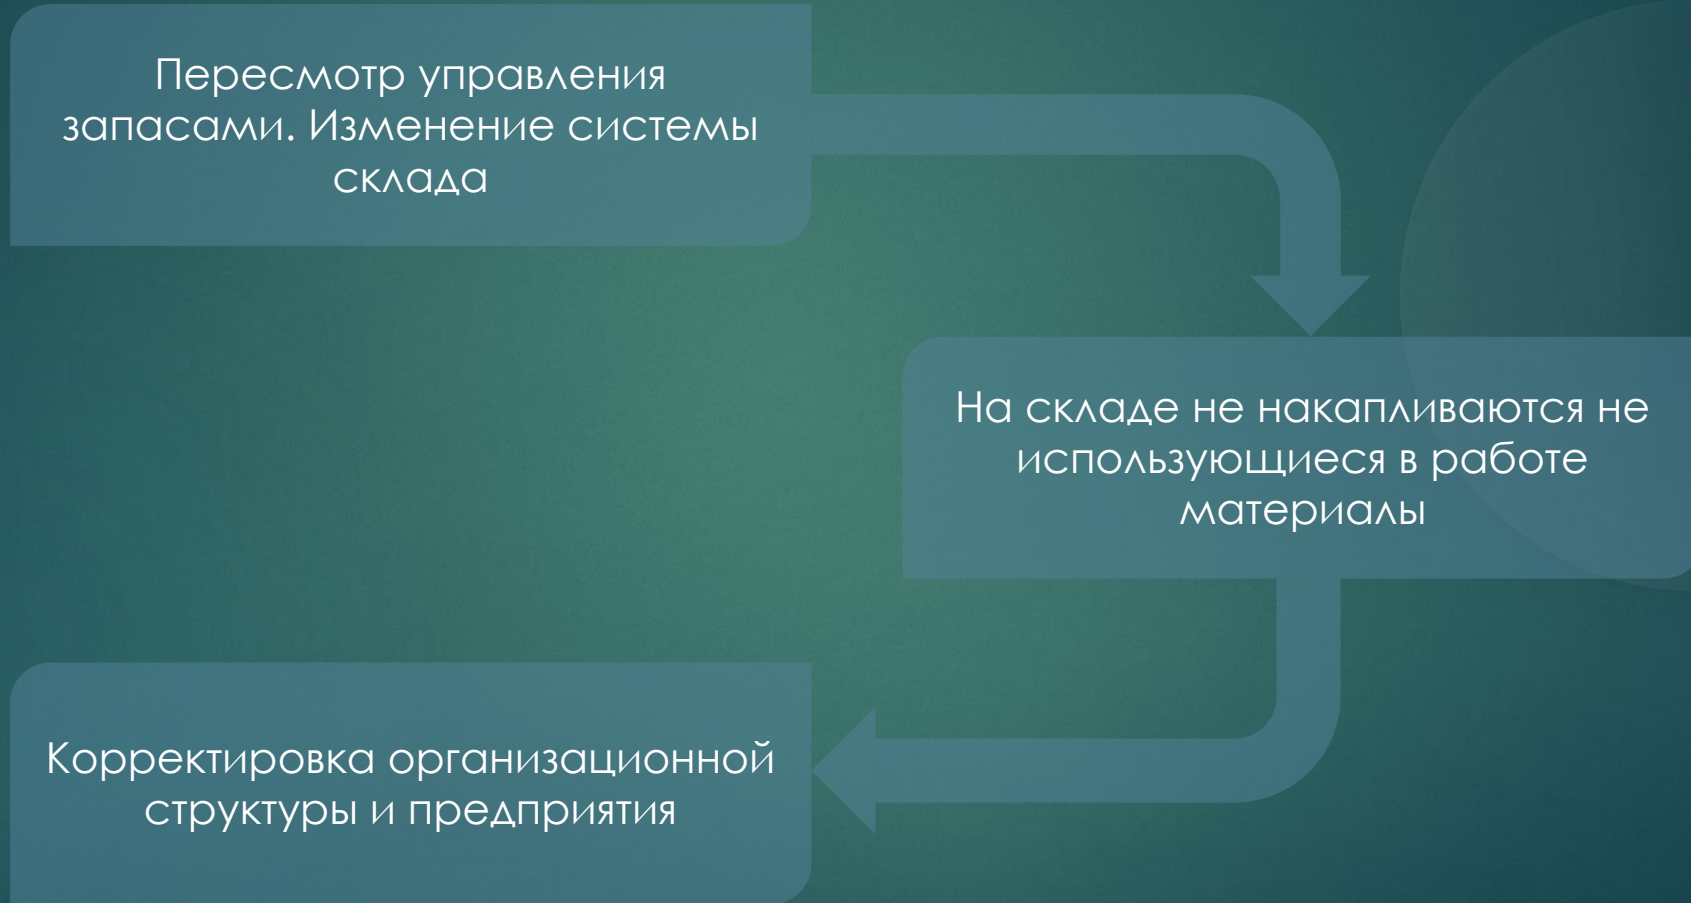 Пересмотр управления
запасами. Изменение системы
склада
На складе не накапливаются не
использующиеся в работе
материалы
Корректировка организационной
структуры и предприятия